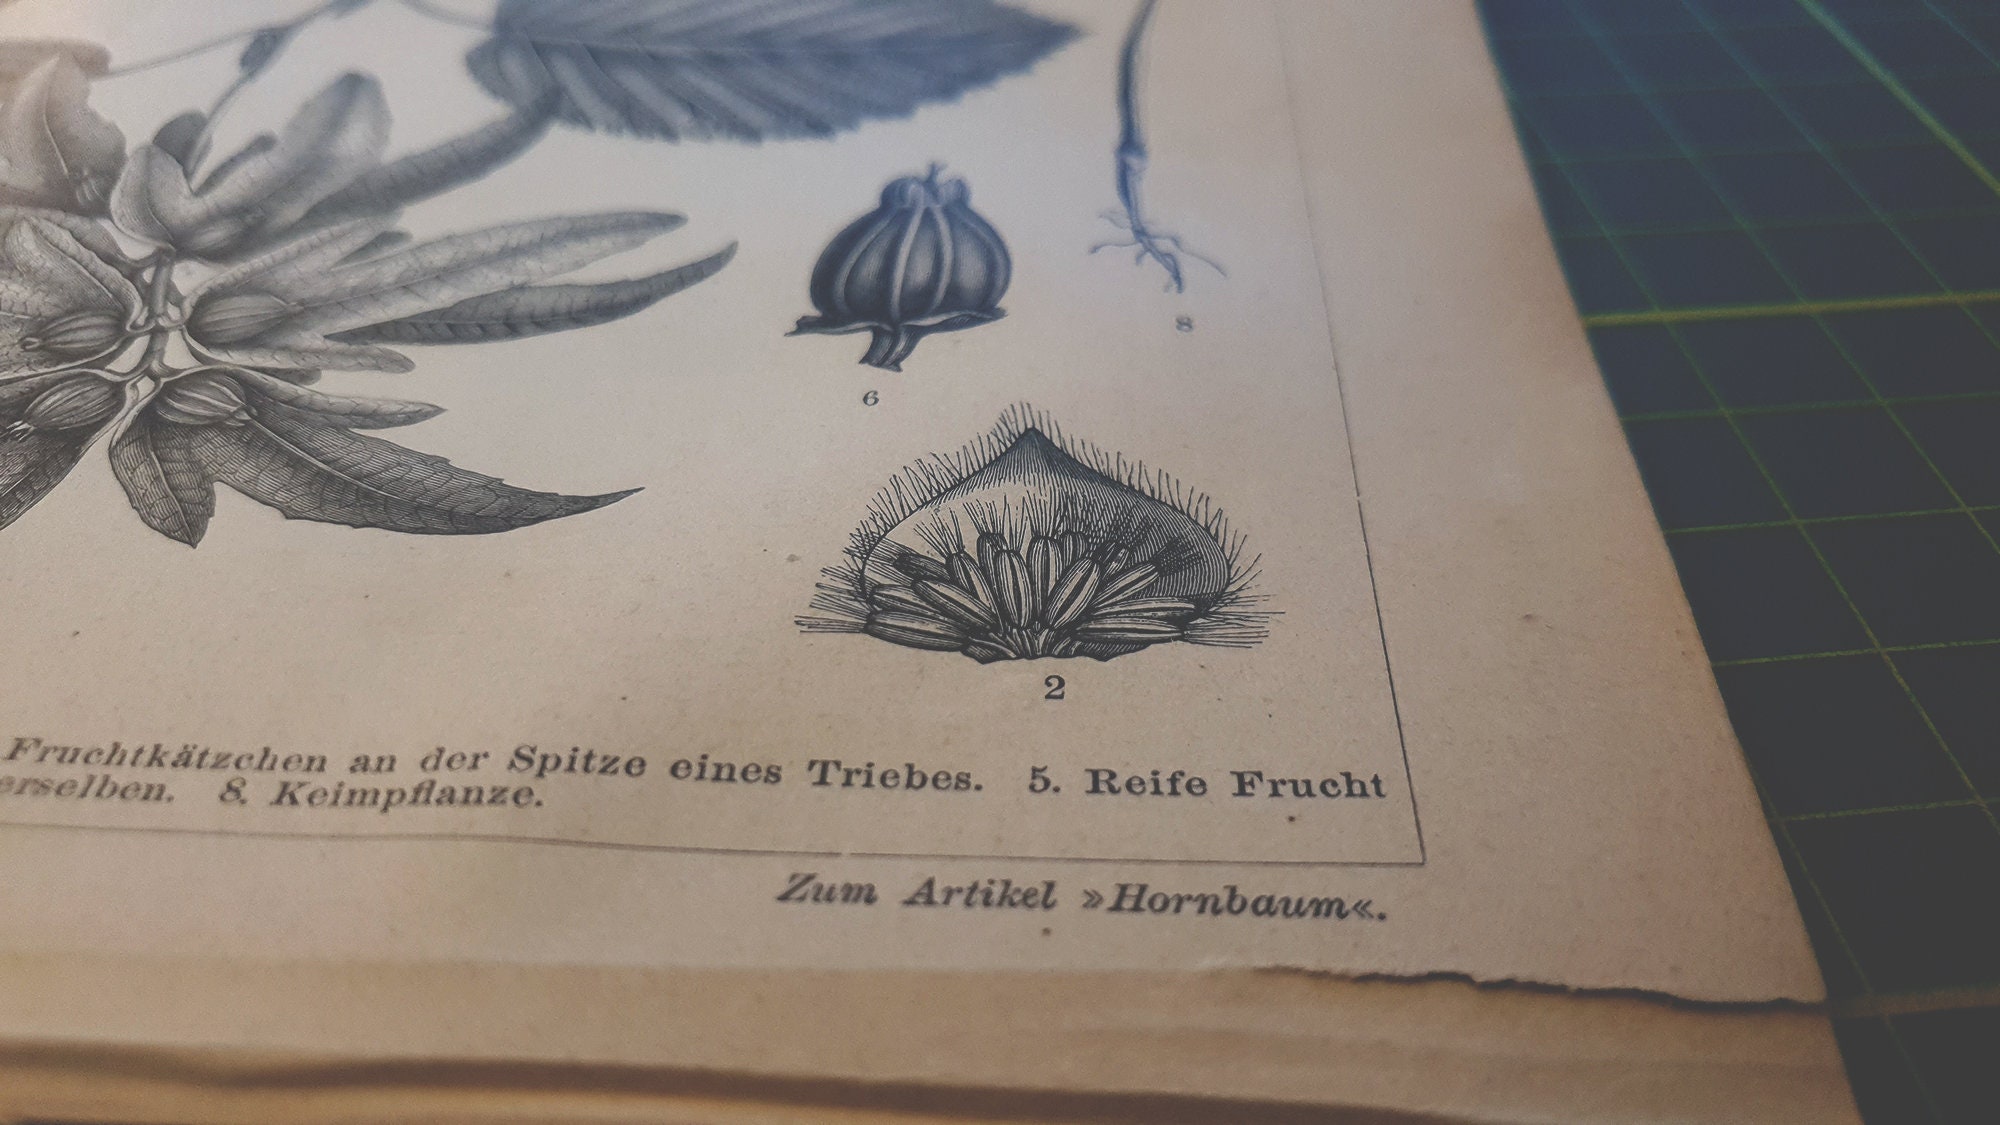 8
6
2
Fruchtkätzchen an der Spitze eines Triebes. 5. Reife Frucht
erselben. 8. Keimpflanze.
Zum Artikel »Hornbaum«.